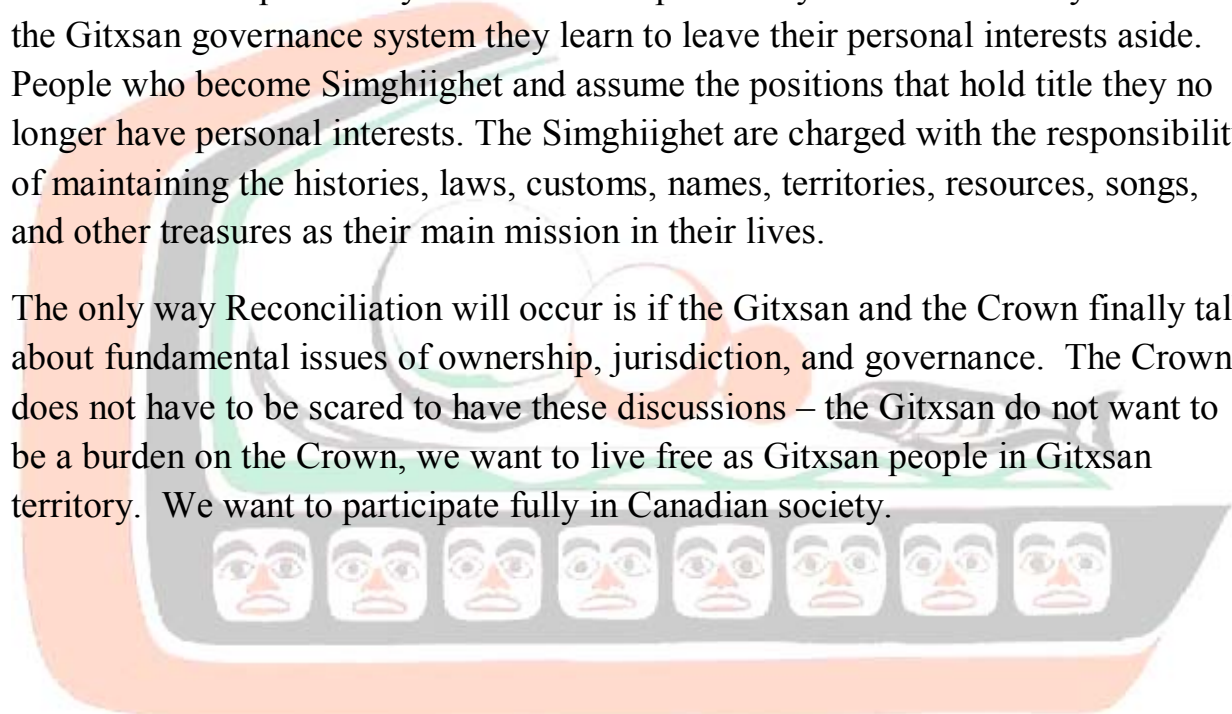 the Gitxsan governance system they learn to leave their personal interests aside.
People who become Simghiighet and assume the positions that hold title they no
longer have personal interests. The Simghiighet are charged with the responsibilit
of maintaining the histories, laws, customs, names, territories, resources, songs,
and other treasures as their main mission in their lives.
The only way Reconciliation will occur is if the Gitxsan and the Crown finally tal
about fundamental issues of ownership, jurisdiction, and governance.  The Crown
does not have to be scared to have these discussions – the Gitxsan do not want to
be a burden on the Crown, we want to live free as Gitxsan people in Gitxsan
territory.  We want to participate fully in Canadian society.